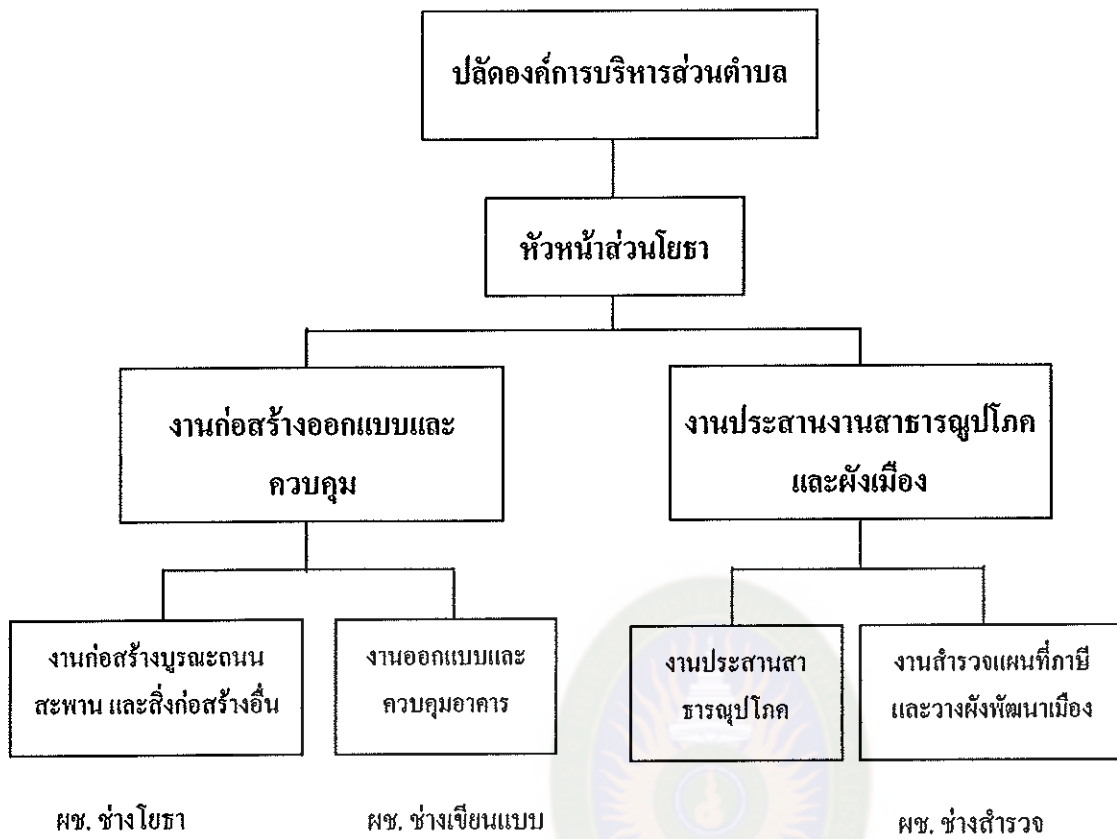 ปลัดองค์การบริหารส่วนตำบล
หัวหน้าส่วนโยธา
งานก่อสร้างออกแบบและ
ควบคุม
งานประสานงานสาธารณูปโภค
และผังเมือง
งานก่อสร้างบูรณะถนน
สะพาน และสิ่งก่อสร้างอื่น
งานออกแบบและ
ควบคุมอาคาร
งานประสานสา
ธารณุปโภค
งานสำรวจแผนที่ภาษี
และวางผังพัฒนาเมือง
ผช. ช่างโยธา
ผช. ช่างเขียนแบบ
ผช. ช่างสำรวจ